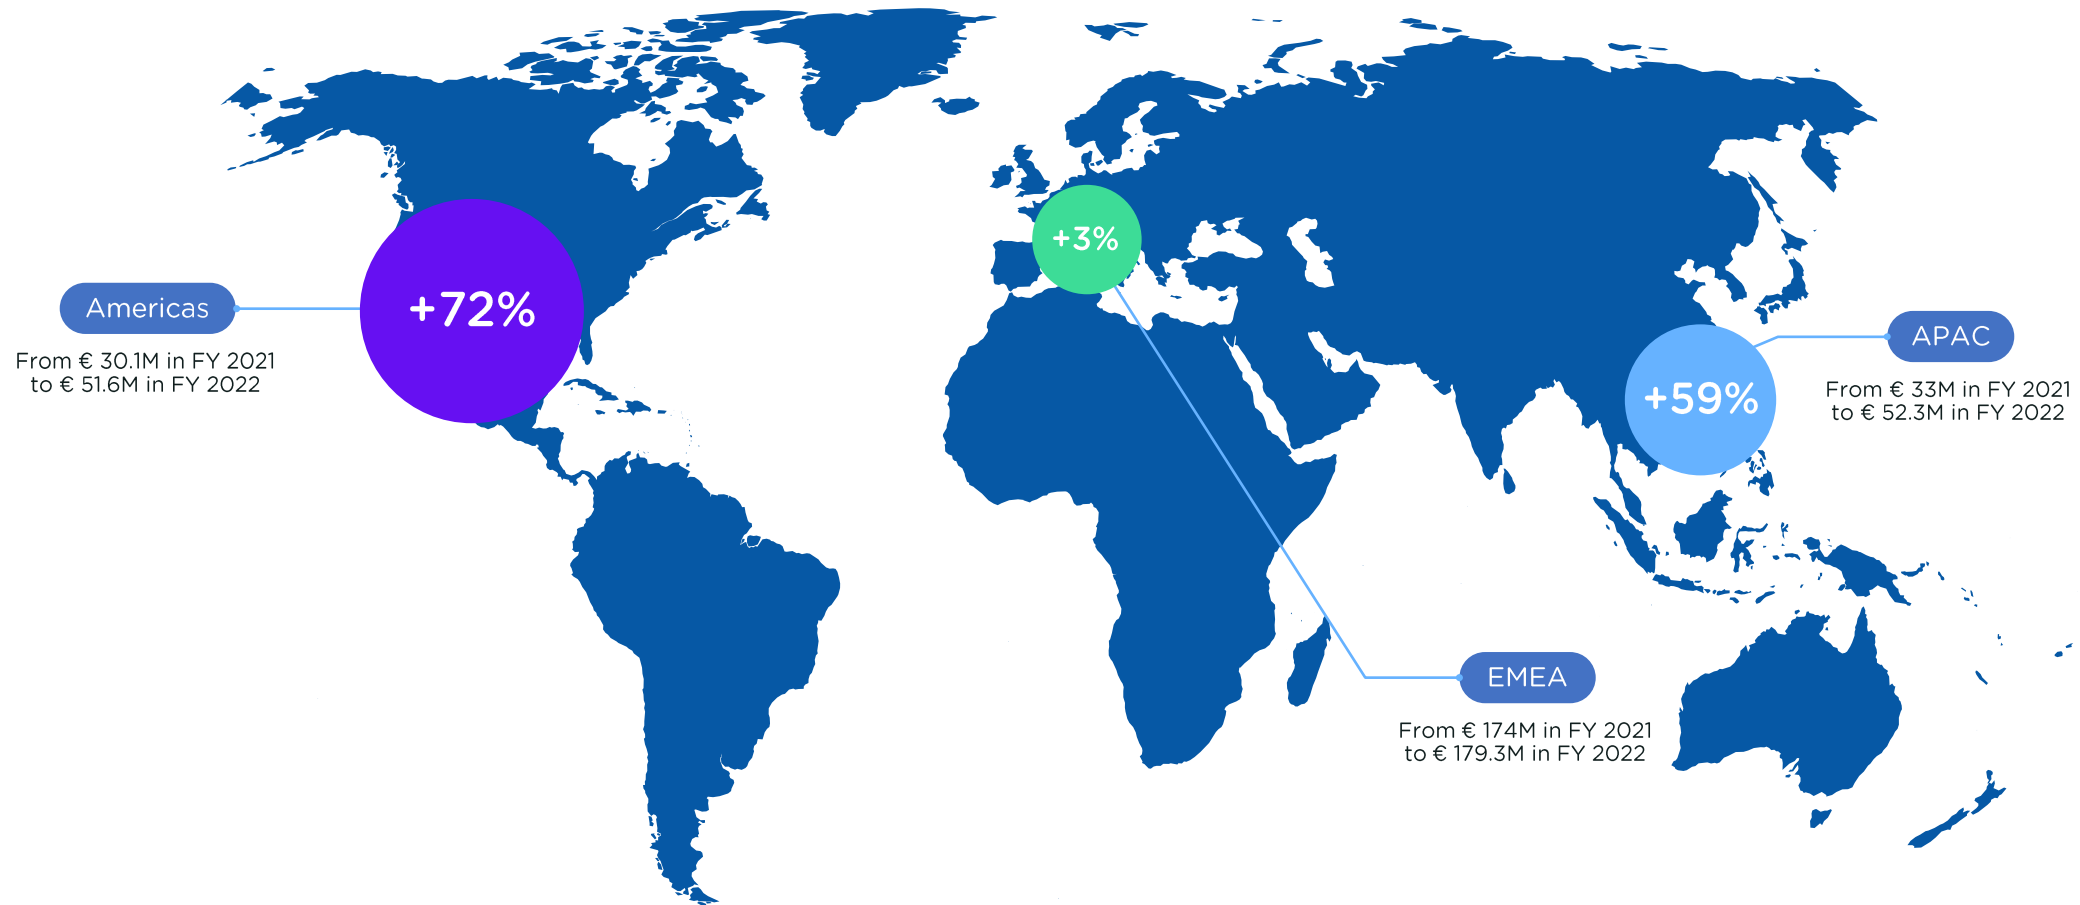 +3%
Americas
+72%
From € 30.1M in FY 2021
to € 51.6M in FY 2022
APAC
+59%
From € 33M in FY 2021
to € 52.3M in FY 2022
EMEA
From € 174M in FY 2021
to € 179.3M in FY 2022